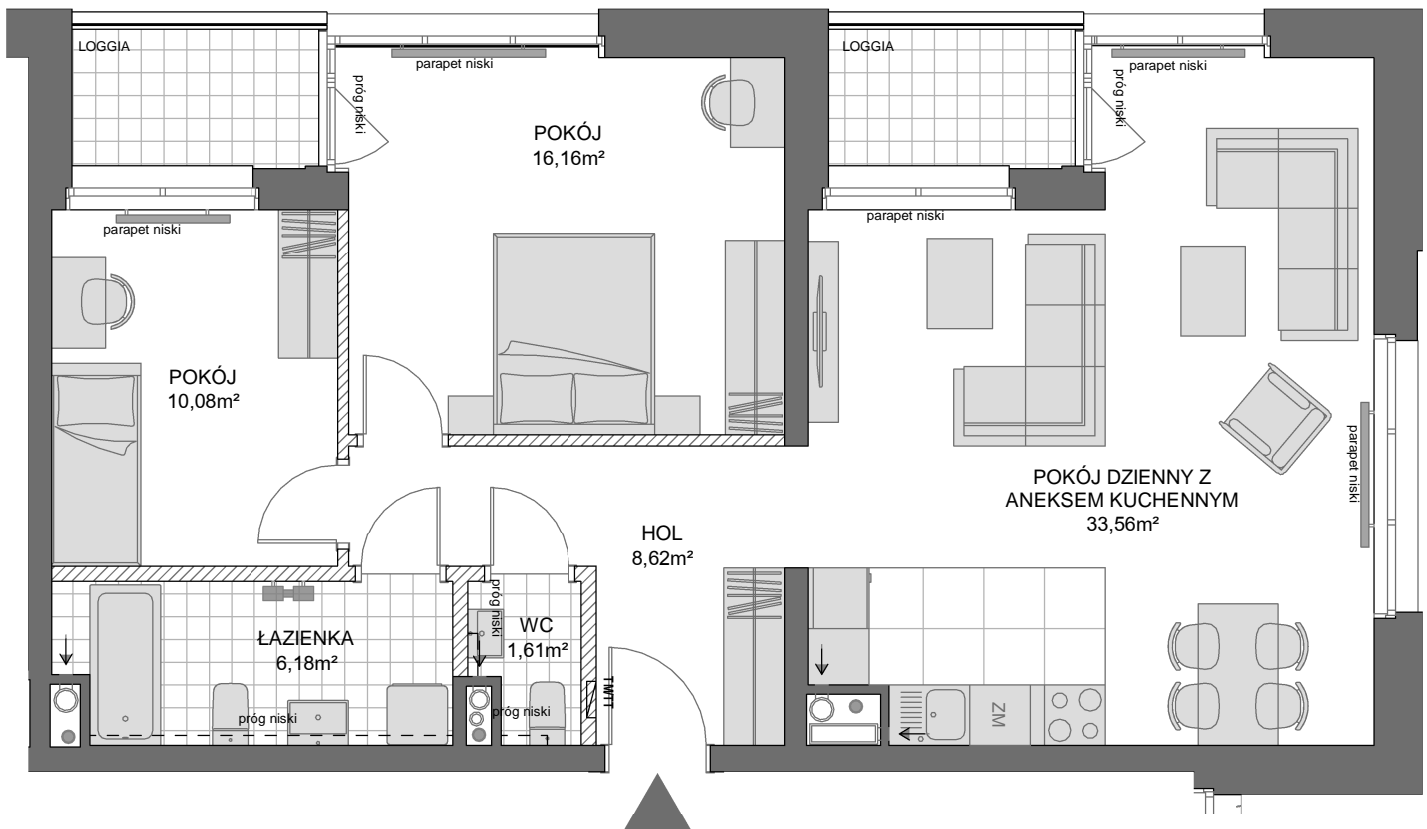 LOGGIA
LOGGIA
parapet niski
parapet niski
próg niski
próg niski
POKÓJ
16,16m²
parapet niski
parapet niski
POKÓJ
10,08m²
parapet niski
POKÓJ DZIENNY Z
ANEKSEM KUCHENNYM
33,56m²
HOL
8,62m²
próg niski
ŁAZIENKA
6,18m²
WC
1,61m²
TM/TT
próg niski
próg niski
ZM